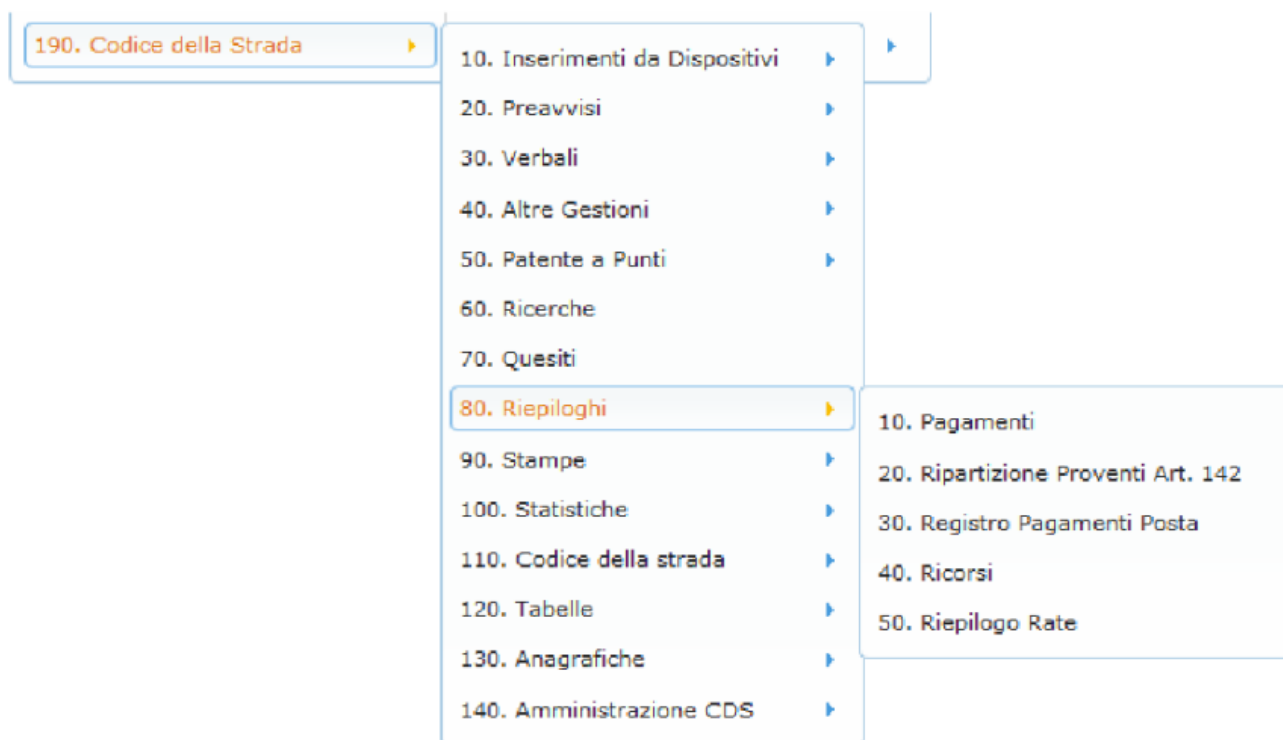 190. Codice della Strada
10. Inserimenti da Dispositivi
20. Preavvisi
30. Verbali
40. Altre Gestioni
50. Patente a Punti
60. Ricerche
70. Quesiti
80. Riepiloghi
90. Stampe
100. Statistiche
110. Codice della strada
120. Tabelle
130. Anagrafiche
140. Amministrazione CDS
10. Pagamenti
20. Ripartizione Proventi Art. 142
30. Registro Pagamenti Posta
40. Ricorsi
50. Riepilogo Rate